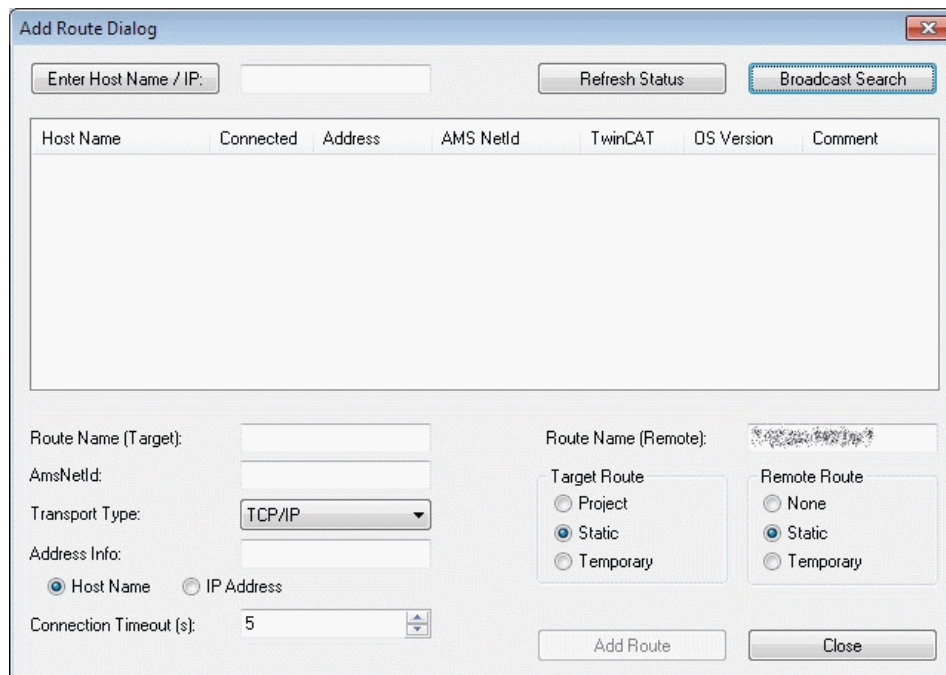 Add Route Dialog
Enter Host Name / IP: Refresh Status Broadcast Search
Host Name Connected Address AMS NetId TwinCAT OS Version Comment
Route Name (Target): Route Name (Remote):
AmsNetId: Target Route Remote Route
Project None
Transport Type: TCP/IP
Static Static
Address Info:
Temporary Temporary
Host Name IP Address
Connection Timeout (s): 5
Add Route Close